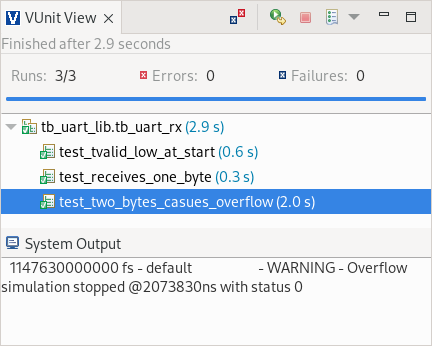 VUnit View
Finished after 2.9 seconds
Runs: 3/3 Errors: 0 Failures: 0
tb_uart_lib.tb_uart_rx (2.9 s)
test_tvalid_low_at_start (0.6 s)
test_receives_one_byte (0.3 s)
test_two_bytes_casues_overflow (2.0 s)
System Output
1147630000000 fs - default - WARNING - Overflow
simulation stopped @2073830ns with status 0